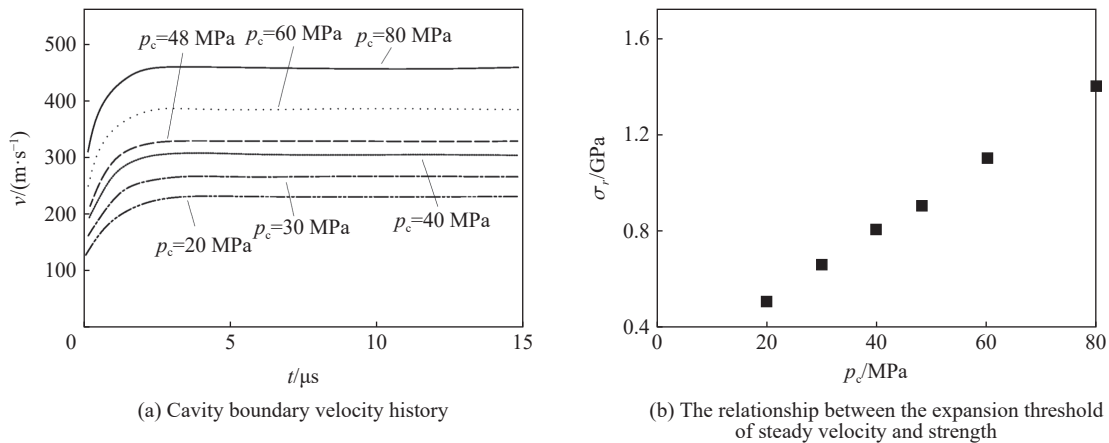 500
400
300
200
100
0
v/(m·s⁻¹)
p_c=48 MPa
p_c=60 MPa
p_c=80 MPa
p_c=20 MPa
p_c=30 MPa
p_c=40 MPa
5
10
15
t/μs
(a) Cavity boundary velocity history
1.6
1.2
0.8
0.4
σ_r/GPa
0
20
40
60
80
p_c/MPa
(b) The relationship between the expansion threshold
of steady velocity and strength